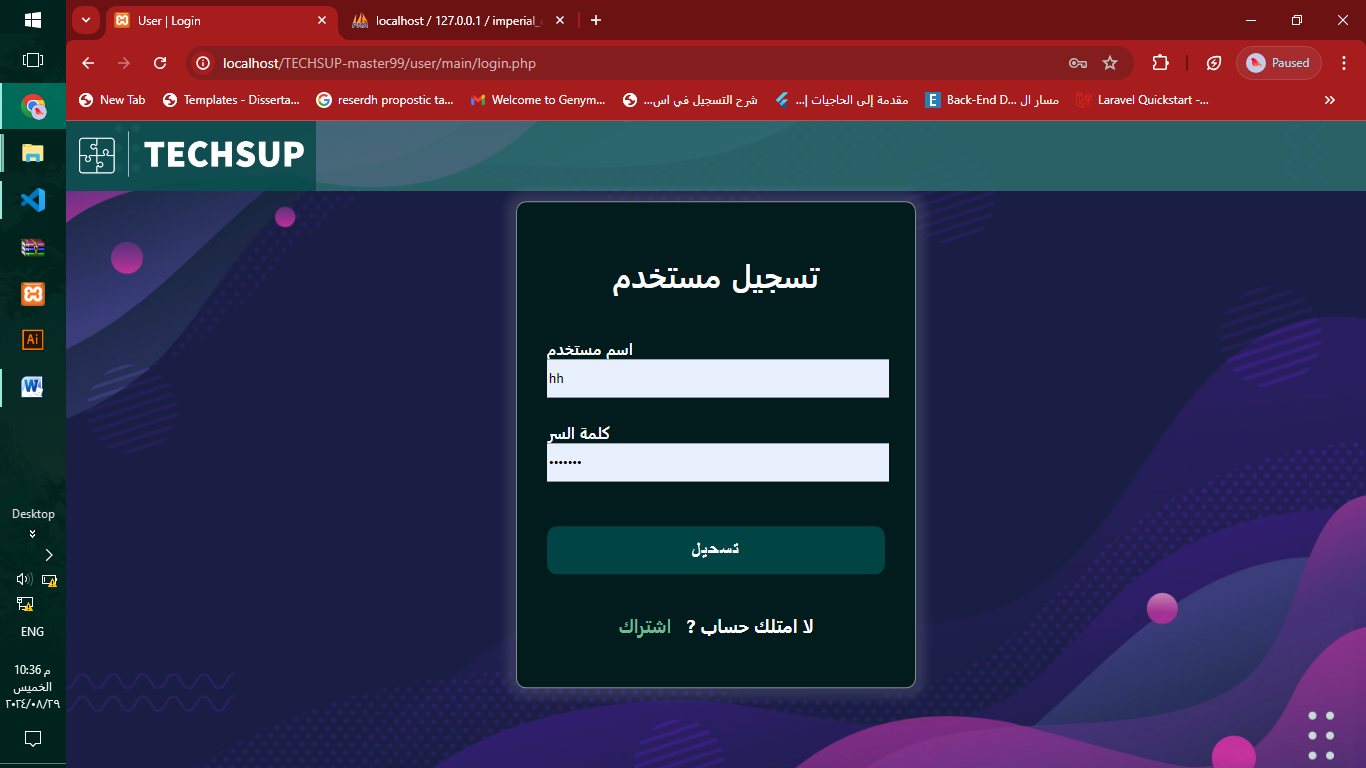 User | Login
localhost / 127.0.0.1 / imperial_
localhost/TECHSUP-master99/user/main/login.php
Paused
New Tab
Templates - Disserta...
reserdh propostic ta...
Welcome to Genym...
شرح التسجيل في اس...
مقدمة إلى الحاجيات |...
Back-End D... مسار ال
Laravel Quickstart -...
TECHSUP
تسجيل مستخدم
اسم مستخدم
hh
كلمة السر
•••••••
تسجيل
لا امتلك حساب ? اشتراك
Ai
Desktop
ENG
10:36 م
الخميس
٢٠٢٤/٠٨/٢٩